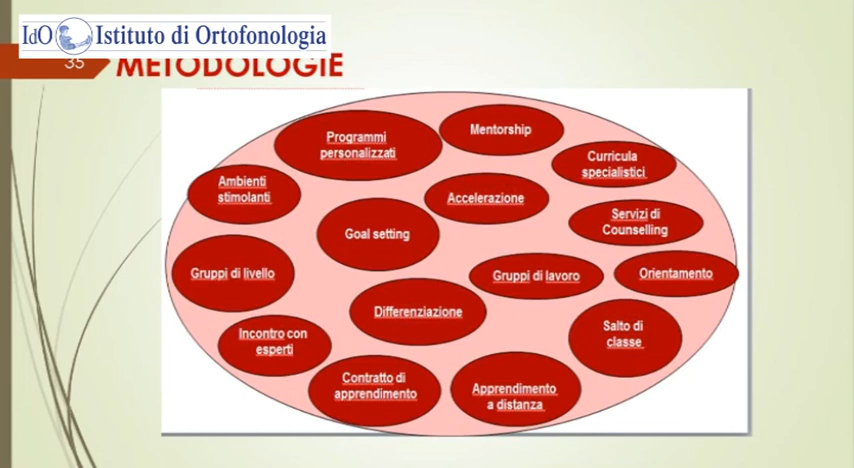 IdO Istituto di Ortofonologia
35
METODOLOGIE
Programmi
personalizzati
Mentorship
Curricula
specialistici
Ambienti
stimolanti
Accelerazione
Servizi di
Counselling
Goal setting
Gruppi di livello
Gruppi di lavoro
Orientamento
Differenziazione
Incontro con
esperti
Salto di
classe
Contratto di
apprendimento
Apprendimento
a distanza